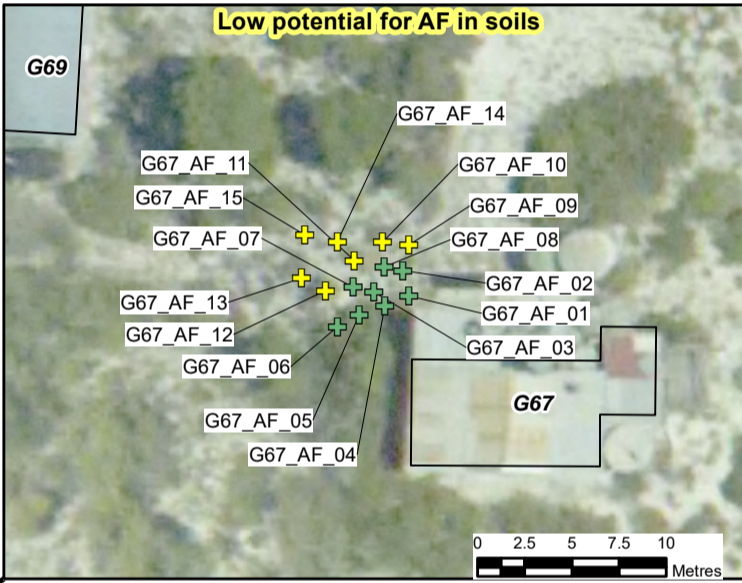 Low potential for AF in soils
G69
G67_AF_14
G67_AF_11
G67_AF_10
G67_AF_15
G67_AF_09
G67_AF_07
G67_AF_08
G67_AF_02
G67_AF_13
G67_AF_01
G67_AF_12
G67_AF_03
G67_AF_06
G67
G67_AF_05
G67_AF_04
0 2.5 5 7.5 10
Metres